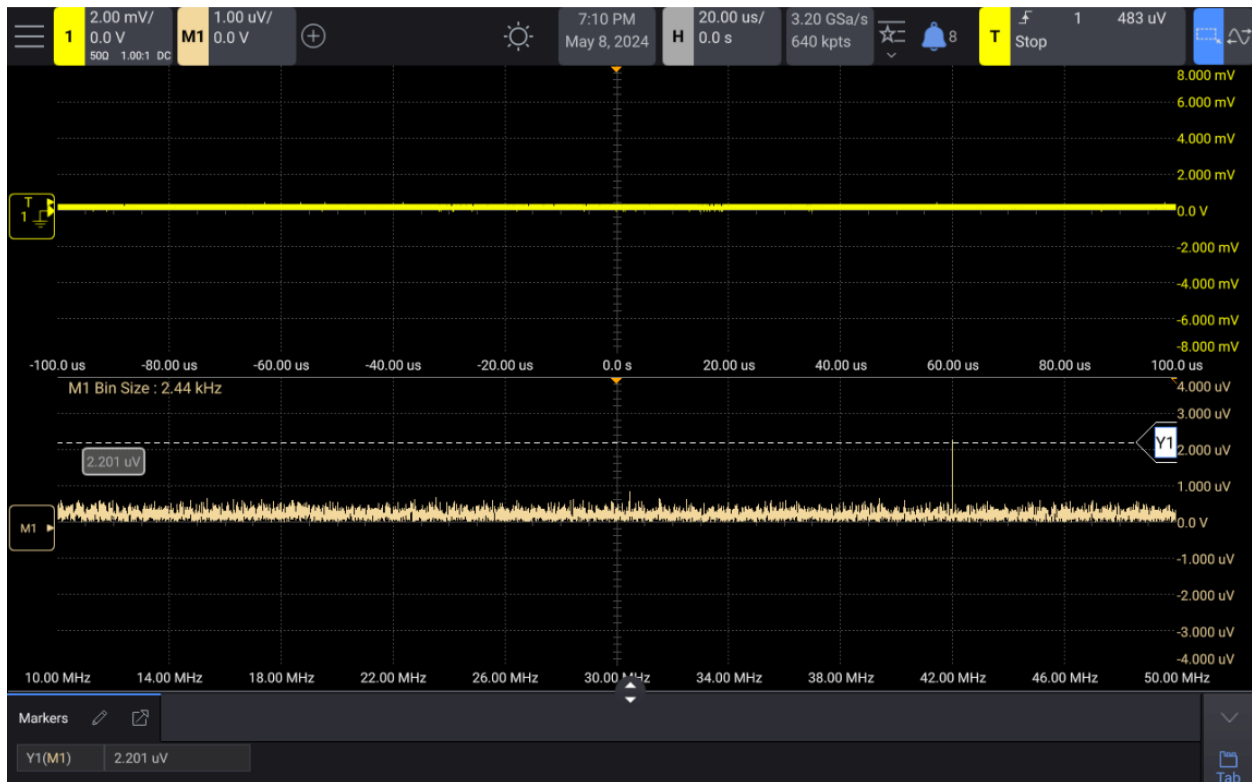 1
2.00 mV/
0.0 V
50Ω 1.00:1 DC
M1
1.00 uV/
0.0 V
7:10 PM
May 8, 2024
H
20.00 us/
0.0 s
3.20 GSa/s
640 kpts
8
T
1 483 uV
Stop
8.000 mV
6.000 mV
4.000 mV
2.000 mV
T
1
0.0 V
-2.000 mV
-4.000 mV
-6.000 mV
-8.000 mV
-100.0 us -80.00 us -60.00 us -40.00 us -20.00 us 0.0 s 20.00 us 40.00 us 60.00 us 80.00 us 100.0 us
M1 Bin Size : 2.44 kHz
4.000 uV
3.000 uV
Y1
2.000 uV
2.201 uV
1.000 uV
M1
0.0 V
-1.000 uV
-2.000 uV
-3.000 uV
-4.000 uV
10.00 MHz 14.00 MHz 18.00 MHz 22.00 MHz 26.00 MHz 30.00 MHz 34.00 MHz 38.00 MHz 42.00 MHz 46.00 MHz 50.00 MHz
Markers
Y1(M1) 2.201 uV
Tab